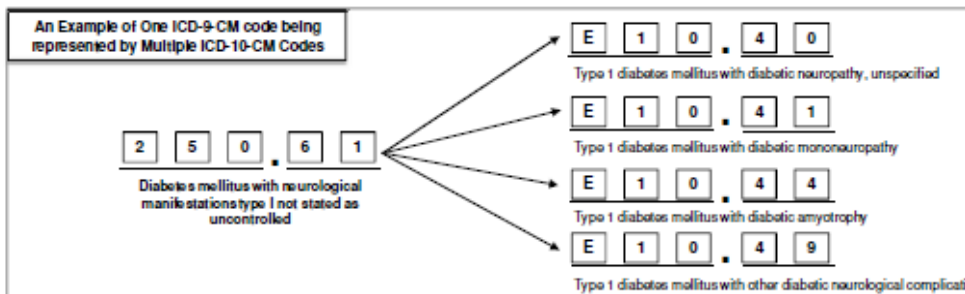 An Example of One ICD-9-CM code being
represented by Multiple ICD-10-CM Codes
2 5 0 . 6 1
Diabetes mellitus with neurological
manifestations type I not stated as
uncontrolled
E 1 0 . 4 0
Type 1 diabetes mellitus with diabetic neuropathy, unspecified
E 1 0 . 4 1
Type 1 diabetes mellitus with diabetic mononeuropathy
E 1 0 . 4 4
Type 1 diabetes mellitus with diabetic amyotrophy
E 1 0 . 4 9
Type 1 diabetes mellitus with other diabetic neurological complicati